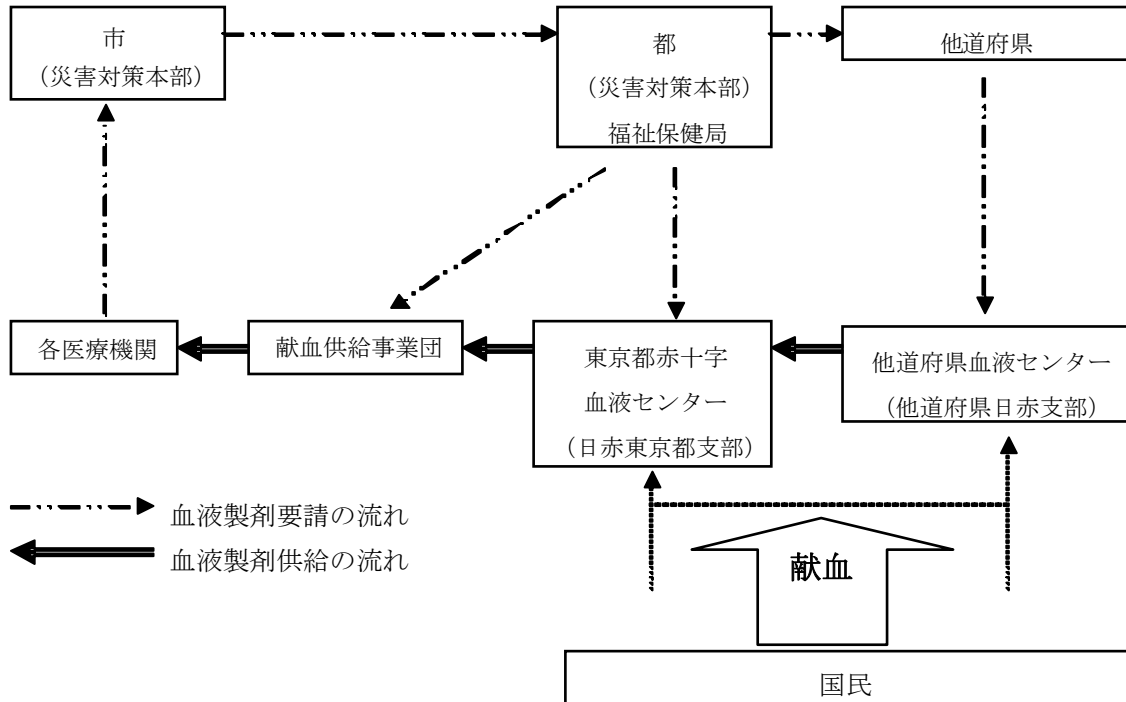 市
（災害対策本部）
都
（災害対策本部）
福祉保健局
他道府県
各医療機関
献血供給事業団
東京都赤十字
血液センター
（日赤東京都支部）
他道府県血液センター
（他道府県日赤支部）
血液製剤要請の流れ
血液製剤供給の流れ
献血
国民